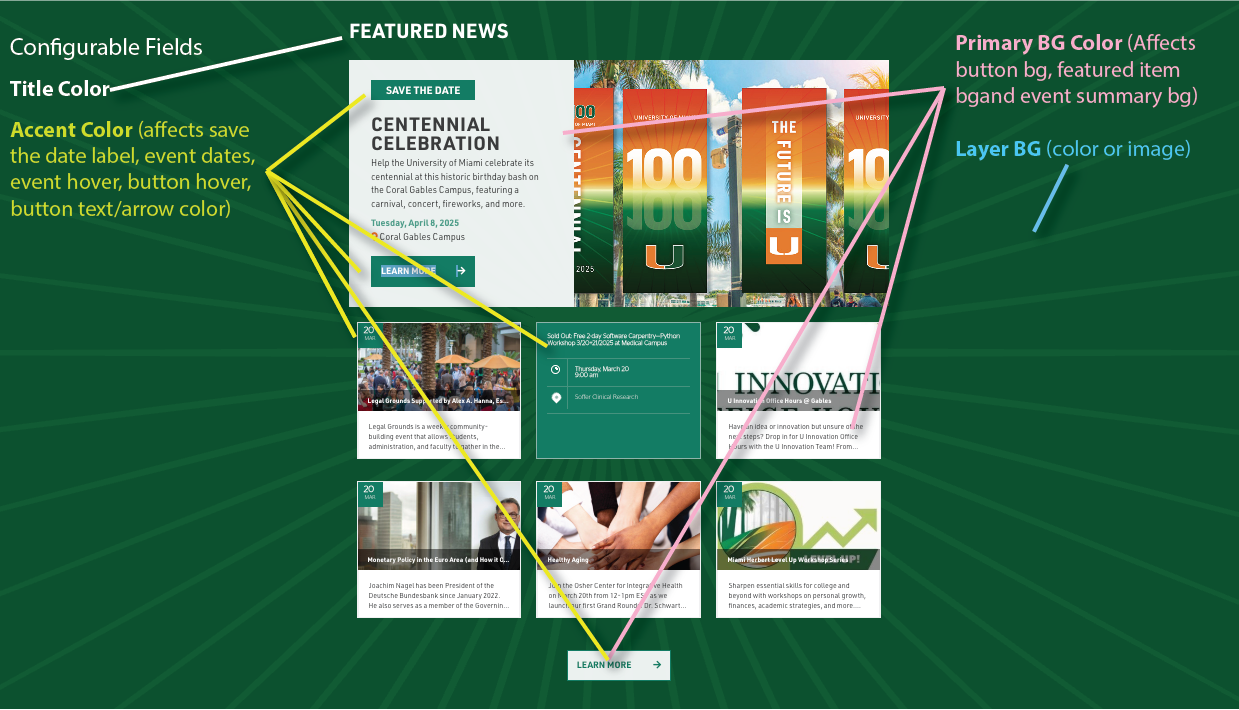 Configurable Fields
Title Color
Accent Color (affects save
the date label, event dates,
event hover, button hover,
button text/arrow color)
FEATURED NEWS
Primary BG Color (Affects
button bg, featured item
bgand event summary bg)
Layer BG (color or image)
SAVE THE DATE
CENTENNIAL
CELEBRATION
Help the University of Miami celebrate its
centennial at this historic birthday bash on
the Coral Gables Campus, featuring a
carnival, concert, fireworks, and more.
Tuesday, April 8, 2025
Coral Gables Campus
LEARN MORE
UNIVERSITY OF MIAMI
100
100
THE
FUTURE
IS
U
CENTENNIAL
2025
UNIVERSITY
10
20
MAR
Legal Grounds Supported by Alex A. Hanna, Es...
Legal Grounds is a weekly community-
building event that allows students,
administration, and faculty to gather in the...
Sold Out: Free 2-day Software Carpentry—Python
Workshop 3/20+21/2025 at Medical Campus
Thursday, March 20
9:00 am
Soffer Clinical Research
20
MAR
INNOVATI
U Innovation Office Hours @ Gables
Have an idea or innovation but unsure of the
next steps? Drop in for U Innovation Office
Hours with the U Innovation Team! From...
20
MAR
Monetary Policy in the Euro Area (and How it C...
Joachim Nagel has been President of the
Deutsche Bundesbank since January 2022.
He also serves as a member of the Governin...
20
MAR
Healthy Aging
Join the Osher Center for Integrative Health
on March 20th from 12-1pm EST as we
launch our first Grand Rounds. Dr. Schwart...
20
MAR
LEVEL UP!
Miami Herbert Level Up Workshop Series
Sharpen essential skills for college and
beyond with workshops on personal growth,
finances, academic strategies, and more....
LEARN MORE